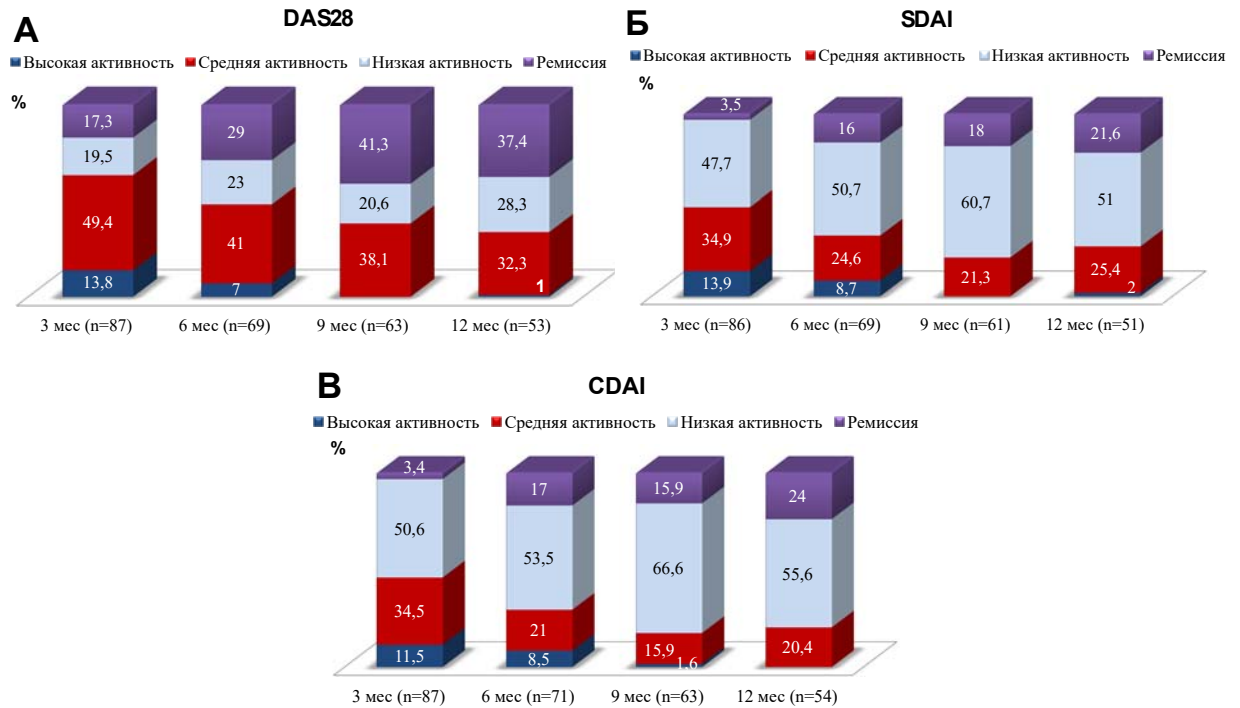 А
DAS28
Высокая активность Средняя активность Низкая активность Ремиссия
%
17,3 29 41,3 37,4
19,5 23 20,6 28,3
49,4 41 38,1 32,3
13,8 7 1
3 мес (n=87) 6 мес (n=69) 9 мес (n=63) 12 мес (n=53)
Б
SDAI
Высокая активность Средняя активность Низкая активность Ремиссия
%
3,5 16 18 21,6
47,7 50,7 60,7 51
34,9 24,6 21,3 25,4
13,9 8,7 2
3 мес (n=86) 6 мес (n=69) 9 мес (n=61) 12 мес (n=51)
В
CDAI
Высокая активность Средняя активность Низкая активность Ремиссия
%
3,4 17 15,9 24
50,6 53,5 66,6 55,6
34,5 21 15,9 20,4
11,5 8,5 1,6
3 мес (n=87) 6 мес (n=71) 9 мес (n=63) 12 мес (n=54)